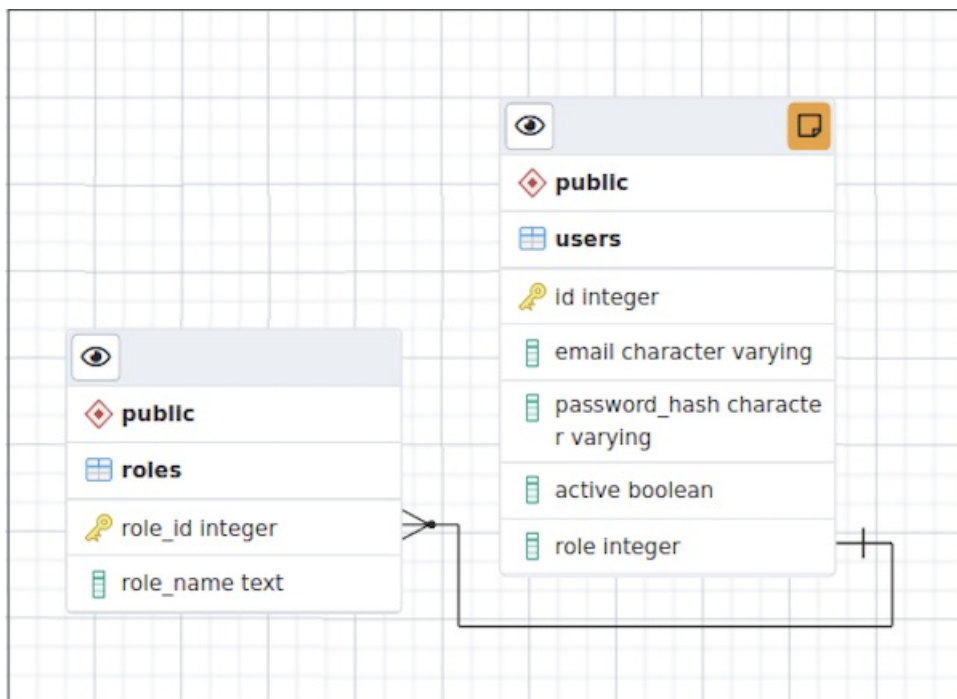 public
users
id integer
email character varying
password_hash characte
r varying
active boolean
role integer
public
roles
role_id integer
role_name text